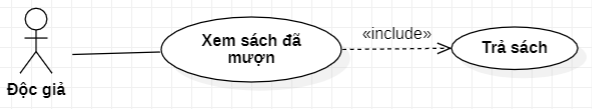 Độc giả
Xem sách đã
mượn
«include»
Trả sách